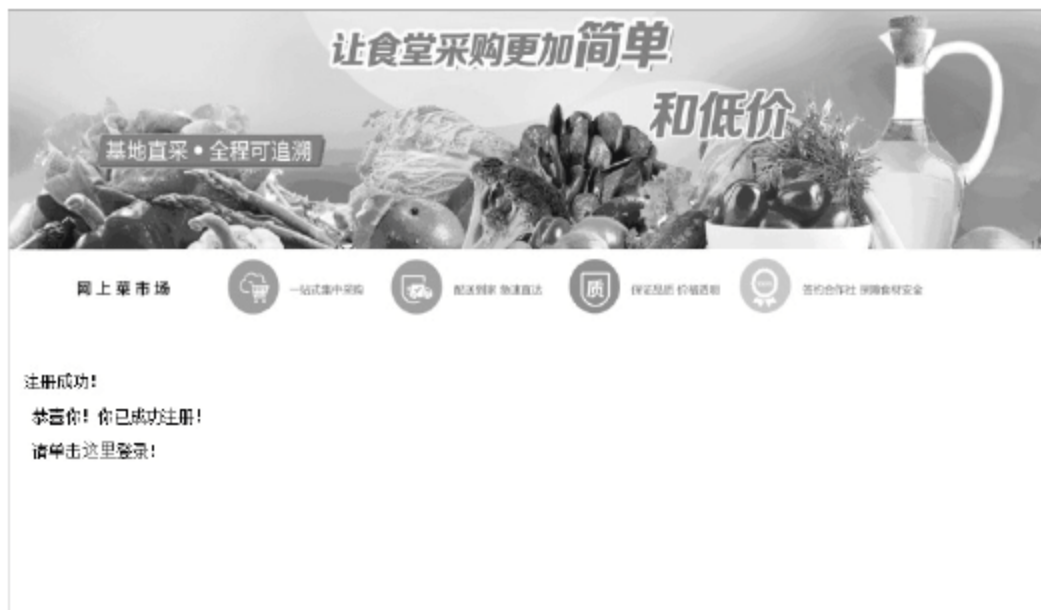 让食堂采购更加简单
和低价
基地直采•全程可追溯
网上菜市场
一站式集中采购
配送到家 急速直达
质
保证品质 价格透明
签约合作社 保障食材安全
注册成功!
恭喜你! 你已成功注册!
请单击这里登录!